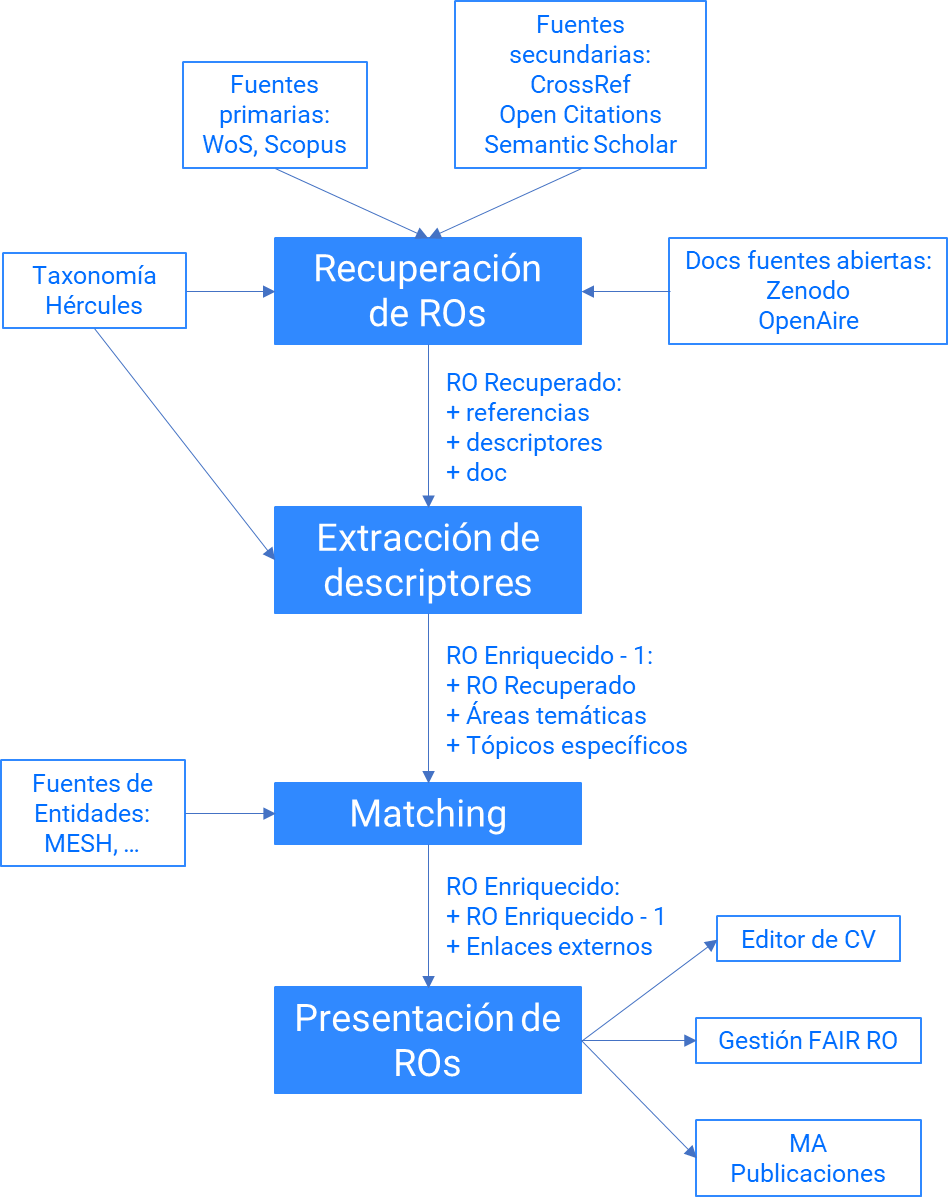 Fuentes
secundarias:
CrossRef
Open Citations
Semantic Scholar
Fuentes
primarias:
WoS, Scopus
Recuperación
de ROs
Taxonomía
Hércules
Docs fuentes abiertas:
Zenodo
OpenAire
RO Recuperado:
+ referencias
+ descriptores
+ doc
Extracción de
descriptores
RO Enriquecido - 1:
+ RO Recuperado
+ Áreas temáticas
+ Tópicos específicos
Fuentes de
Entidades:
MESH, ...
Matching
RO Enriquecido:
+ RO Enriquecido - 1
+ Enlaces externos
Presentación de
ROs
Editor de CV
Gestión FAIR RO
MA
Publicaciones